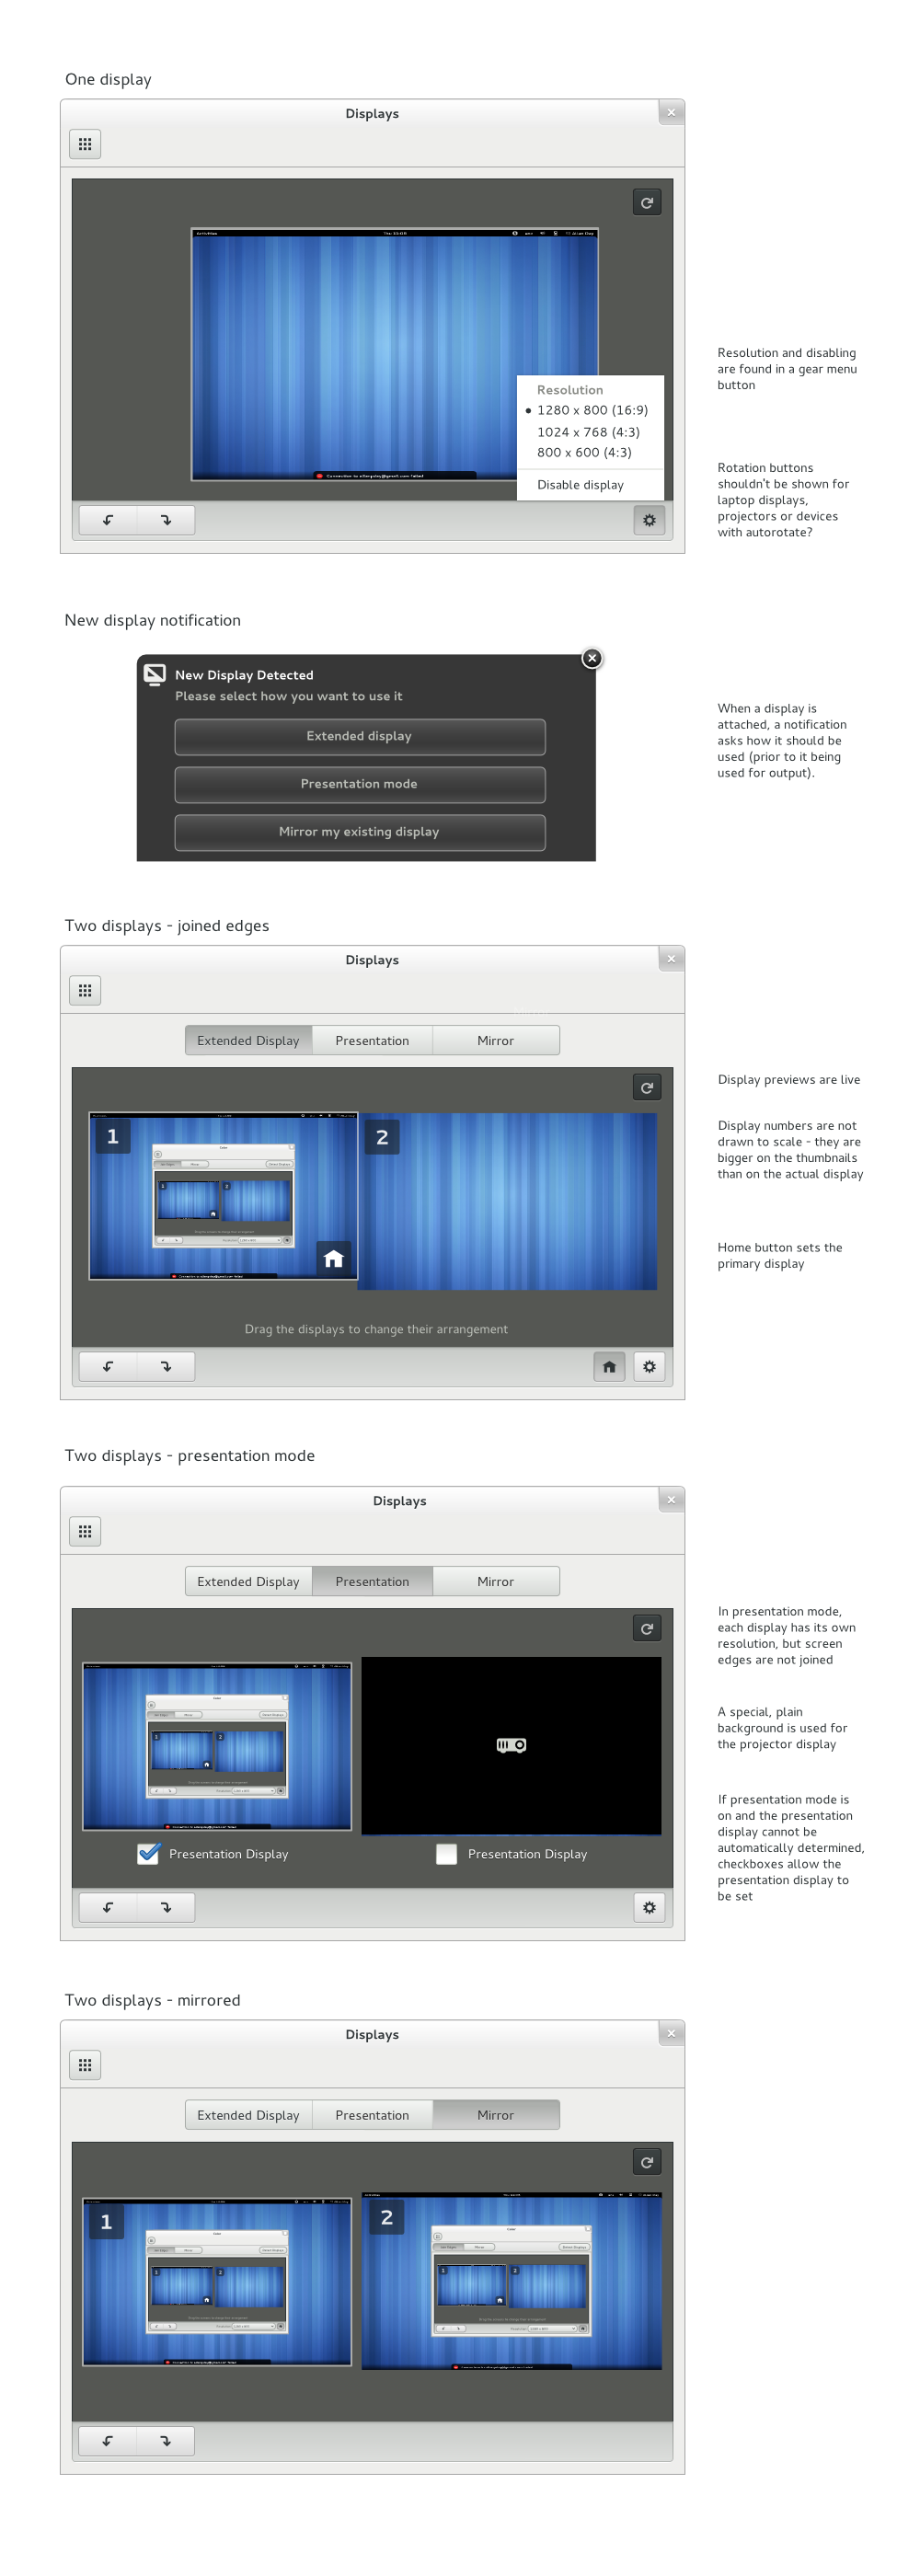 One display
Displays
Resolution
1280 x 800 (16:9)
1024 x 768 (4:3)
800 x 600 (4:3)
Disable display
Resolution and disabling
are found in a gear menu
button
Rotation buttons
shouldn't be shown for
laptop displays,
projectors or devices
with autorotate?
New display notification
New Display Detected
Please select how you want to use it
Extended display
Presentation mode
Mirror my existing display
When a display is
attached, a notification
asks how it should be
used (prior to it being
used for output).
Two displays - joined edges
Displays
Extended Display
Presentation
Mirror
1
2
Drag the displays to change their arrangement
Display previews are live
Display numbers are not
drawn to scale - they are
bigger on the thumbnails
than on the actual display
Home button sets the
primary display
Two displays - presentation mode
Displays
Extended Display
Presentation
Mirror
Presentation Display
Presentation Display
In presentation mode,
each display has its own
resolution, but screen
edges are not joined
A special, plain
background is used for
the projector display
If presentation mode is
on and the presentation
display cannot be
automatically determined,
checkboxes allow the
presentation display to
be set
Two displays - mirrored
Displays
Extended Display
Presentation
Mirror
1
2